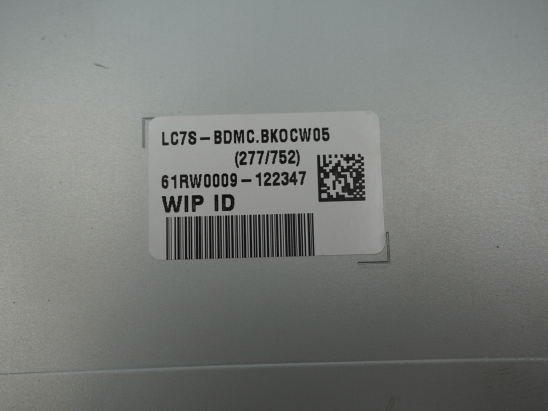 LC7S-BDMC.BKOCW05
(277/752)
61RW0009-122347
WIP ID